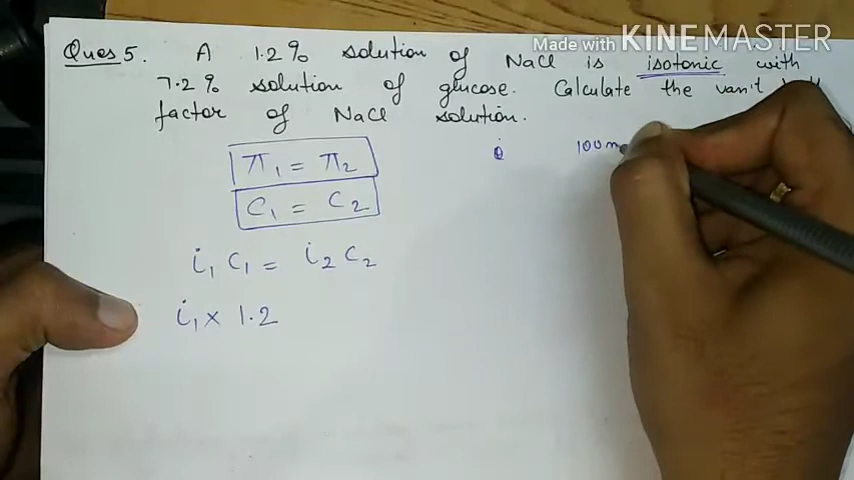 Made with KINEMASTER
Ques 5. A 1.2% solution of NaCl is isotonic with
7.2% solution of glucose. Calculate the van't
factor of NaCl solution.
π₁ = π₂
C₁ = C₂
i 100m
i₁ C₁ = i₂ C₂
i₁ × 1.2